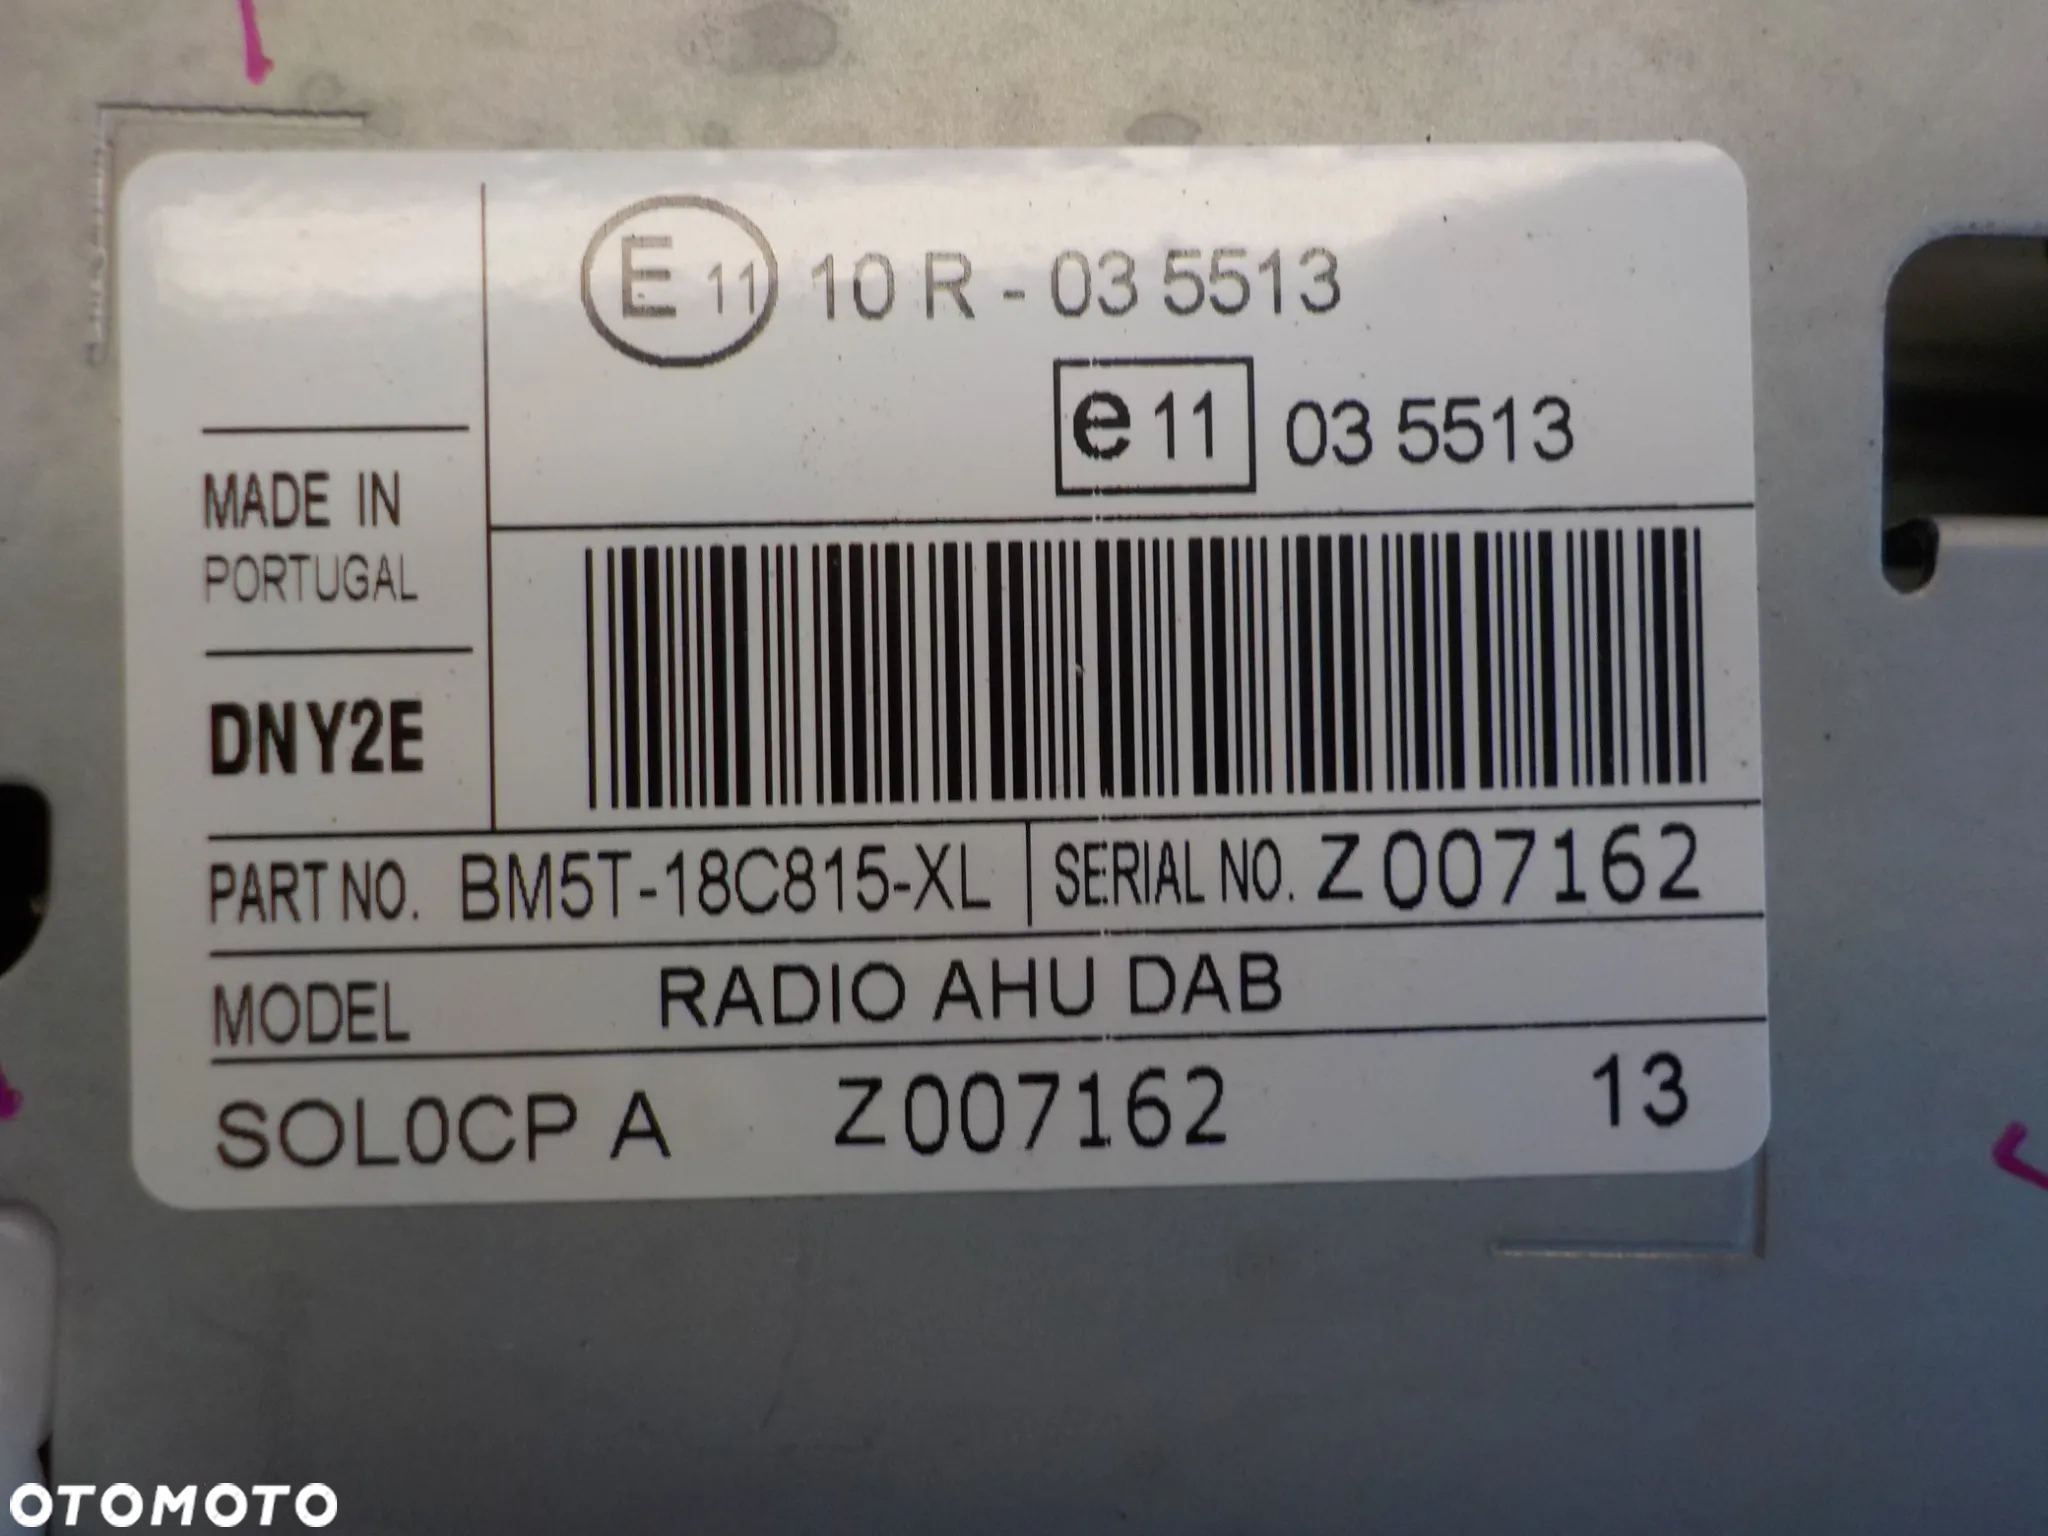 E 11 10 R - 03 5513
e 11 03 5513
MADE IN
PORTUGAL
DNY2E
PART NO. BM5T-18C815-XL SERIAL NO. Z007162
MODEL RADIO AHU DAB
SOL0CP A Z007162 13
OTOMOTO